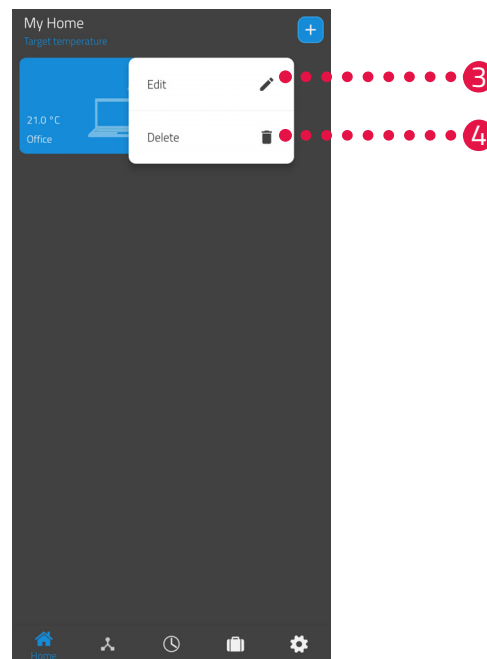 My Home
Target temperature
+
Edit
3
21.0 °C
Office
Delete
4
Home